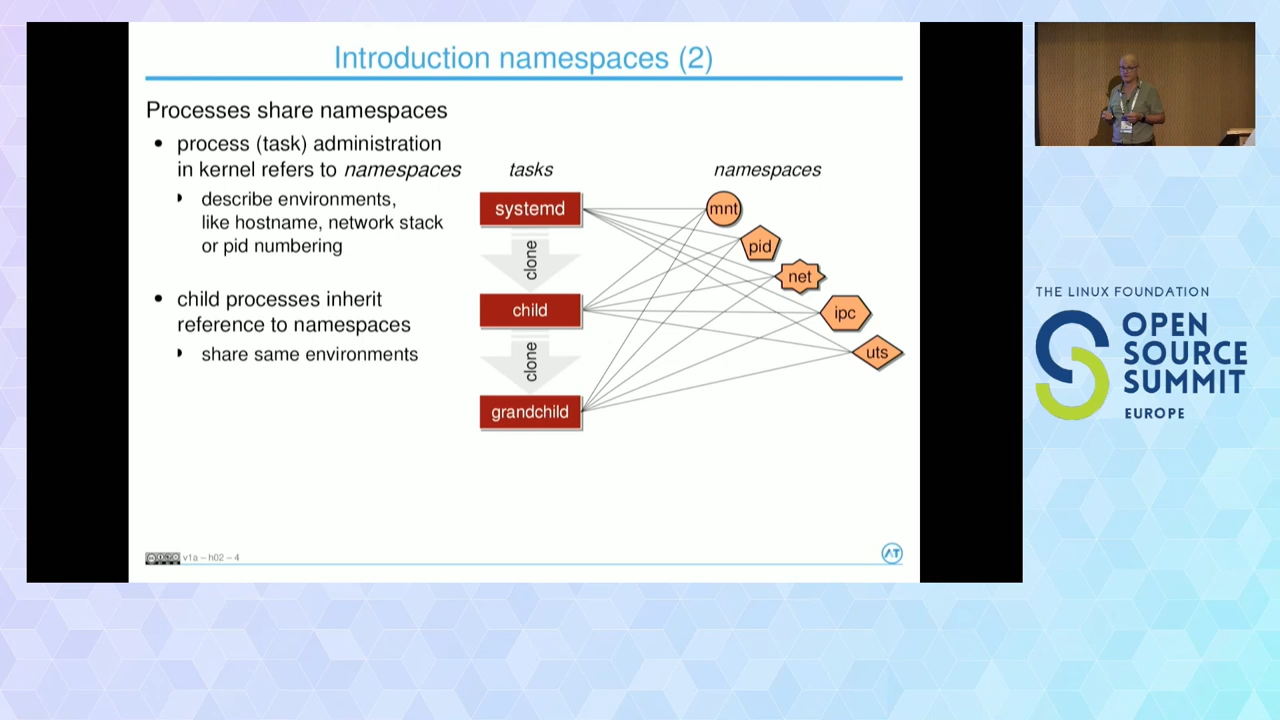 Introduction namespaces (2)
Processes share namespaces
• process (task) administration
in kernel refers to namespaces
describe environments,
like hostname, network stack
or pid numbering
• child processes inherit
reference to namespaces
share same environments
tasks
namespaces
systemd
clone
child
clone
grandchild
mnt
pid
net
ipc
uts
v1a – h02 – 4
AT
THE LINUX FOUNDATION
OPEN
SOURCE
SUMMIT
EUROPE